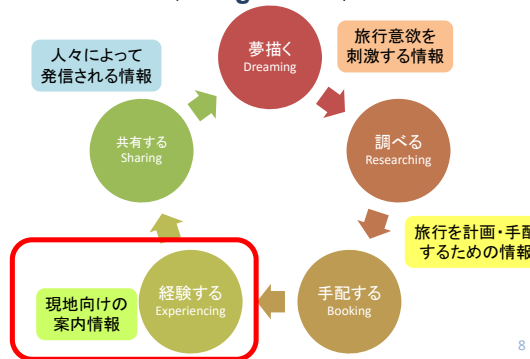 夢描く
Dreaming
旅行意欲を
刺激する情報
人々によって
発信される情報
共有する
Sharing
調べる
Researching
旅行を計画・手配
するための情報
現地向けの
案内情報
経験する
Experiencing
手配する
Booking
8